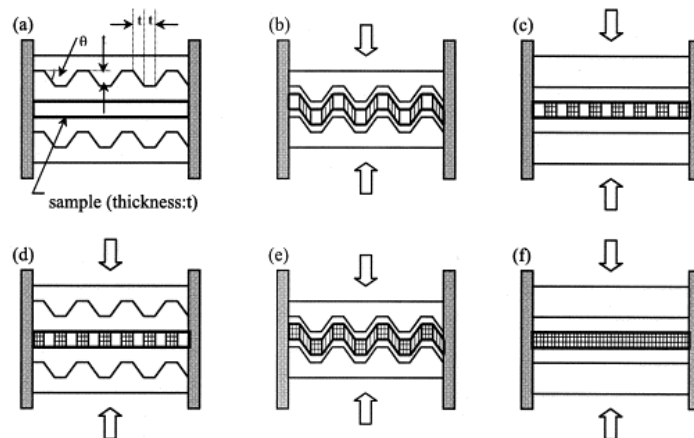 (a)
θ
t t
(b)
(c)
sample (thickness:t)
(d)
(e)
(f)